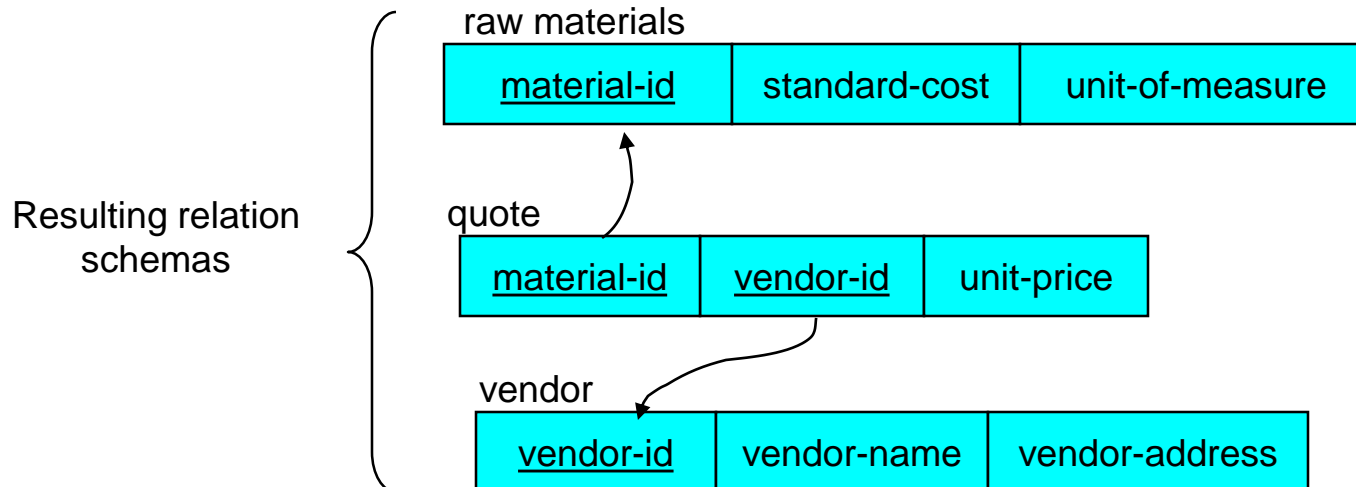 raw materials
material-id standard-cost unit-of-measure
Resulting relation
schemas
quote
material-id vendor-id unit-price
vendor
vendor-id vendor-name vendor-address